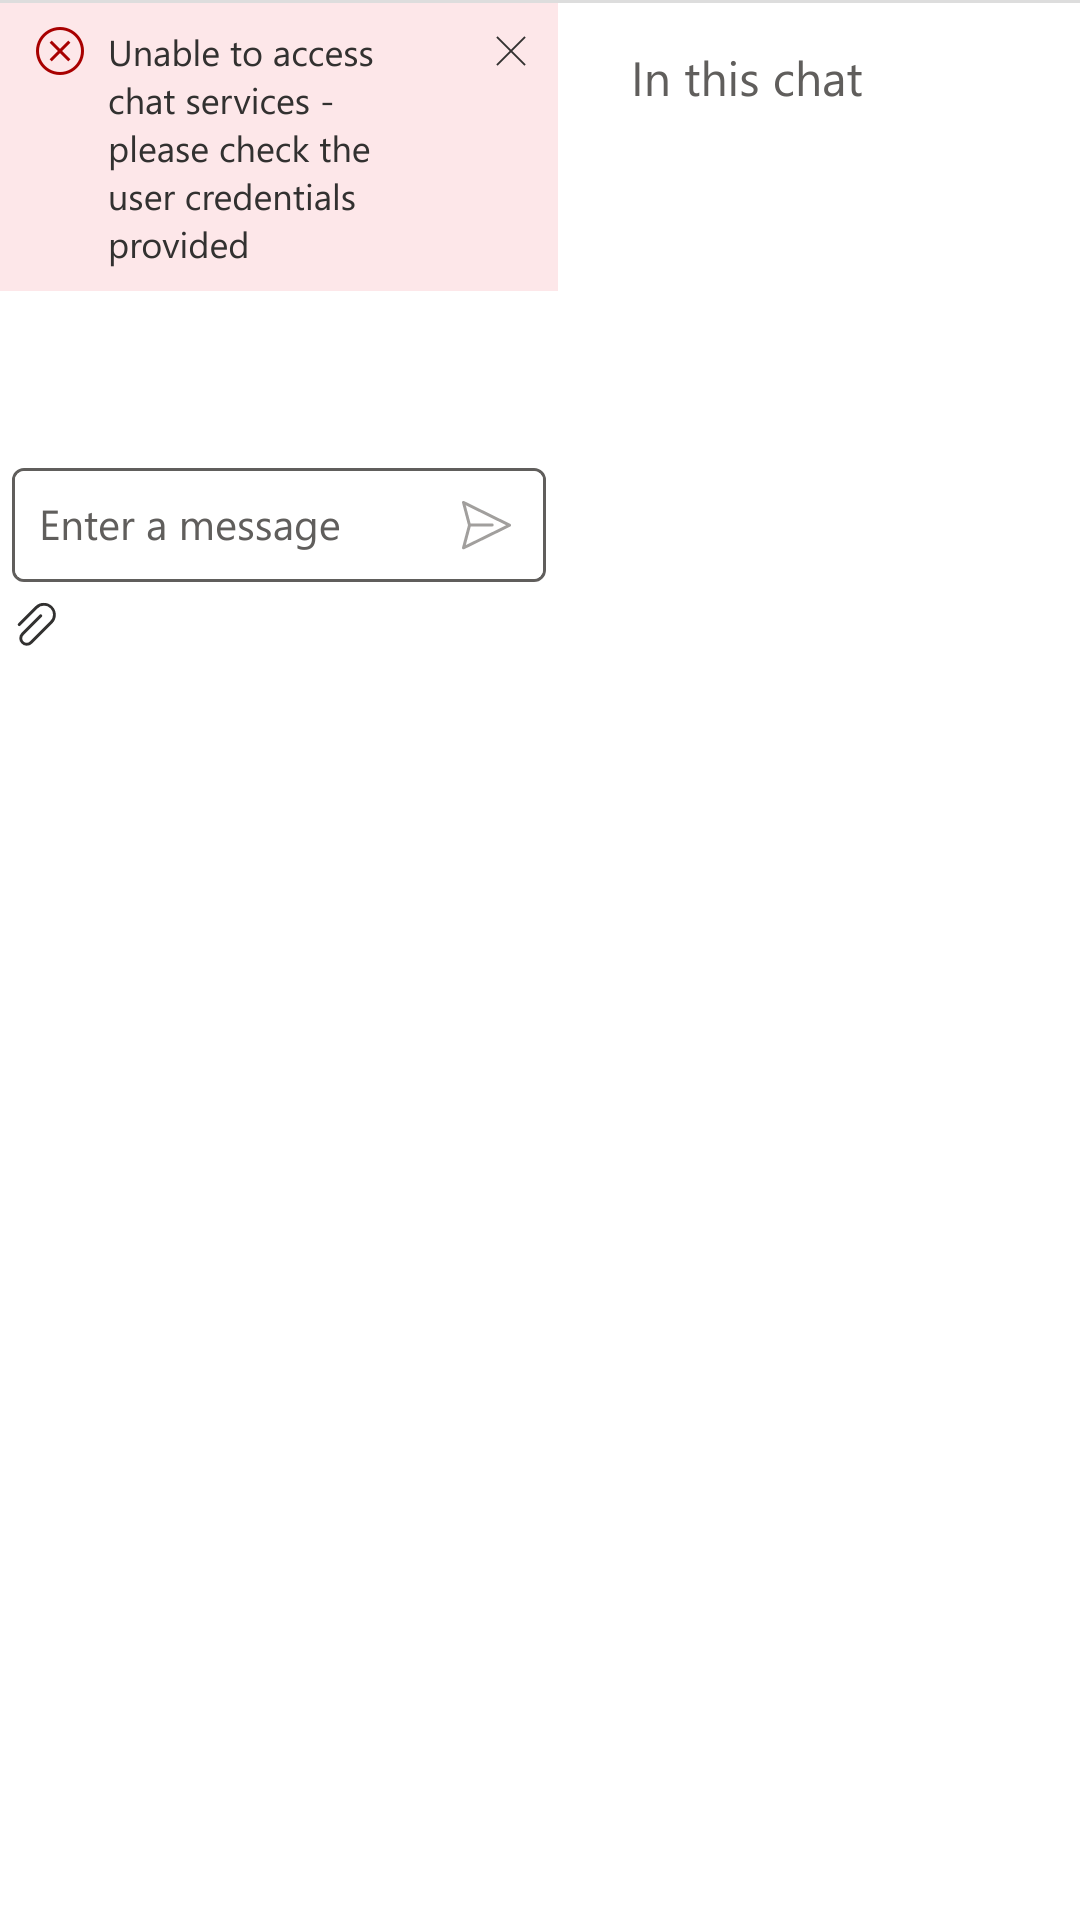 Unable to access
chat services -
please check the
user credentials
provided
In this chat
Enter a message